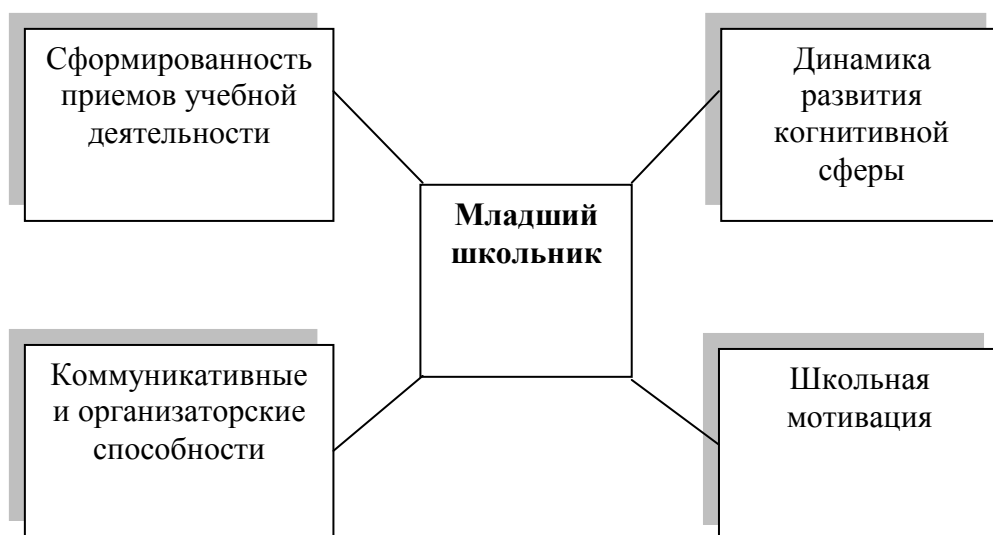 Сформированность
приемов учебной
деятельности
Динамика
развития
когнитивной
сферы
Младший
школьник
Коммуникативные
и организаторские
способности
Школьная
мотивация